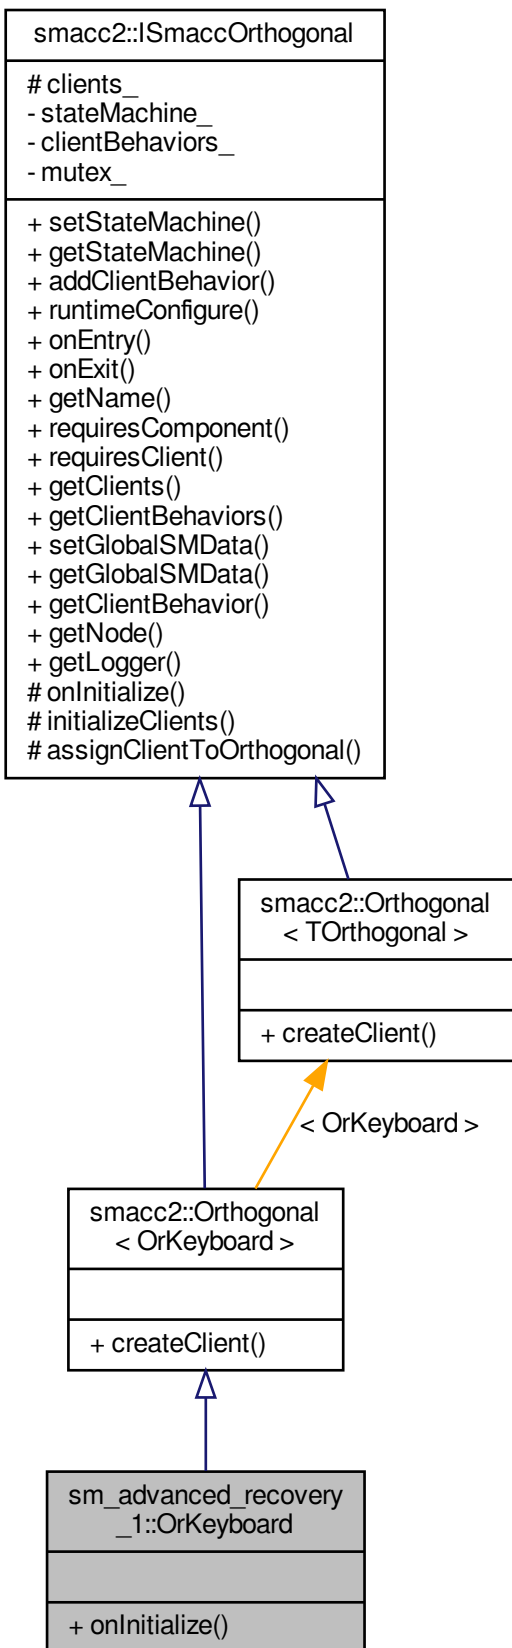 smacc2::ISmaccOrthogonal
# clients_
- stateMachine_
- clientBehaviors_
- mutex_
+ setStateMachine()
+ getStateMachine()
+ addClientBehavior()
+ runtimeConfigure()
+ onEntry()
+ onExit()
+ getName()
+ requiresComponent()
+ requiresClient()
+ getClients()
+ getClientBehaviors()
+ setGlobalSMData()
+ getGlobalSMData()
+ getClientBehavior()
+ getNode()
+ getLogger()
# onInitialize()
# initializeClients()
# assignClientToOrthogonal()
smacc2::Orthogonal
< TOrthogonal >
+ createClient()
< OrKeyboard >
smacc2::Orthogonal
< OrKeyboard >
+ createClient()
sm_advanced_recovery
_1::OrKeyboard
+ onInitialize()